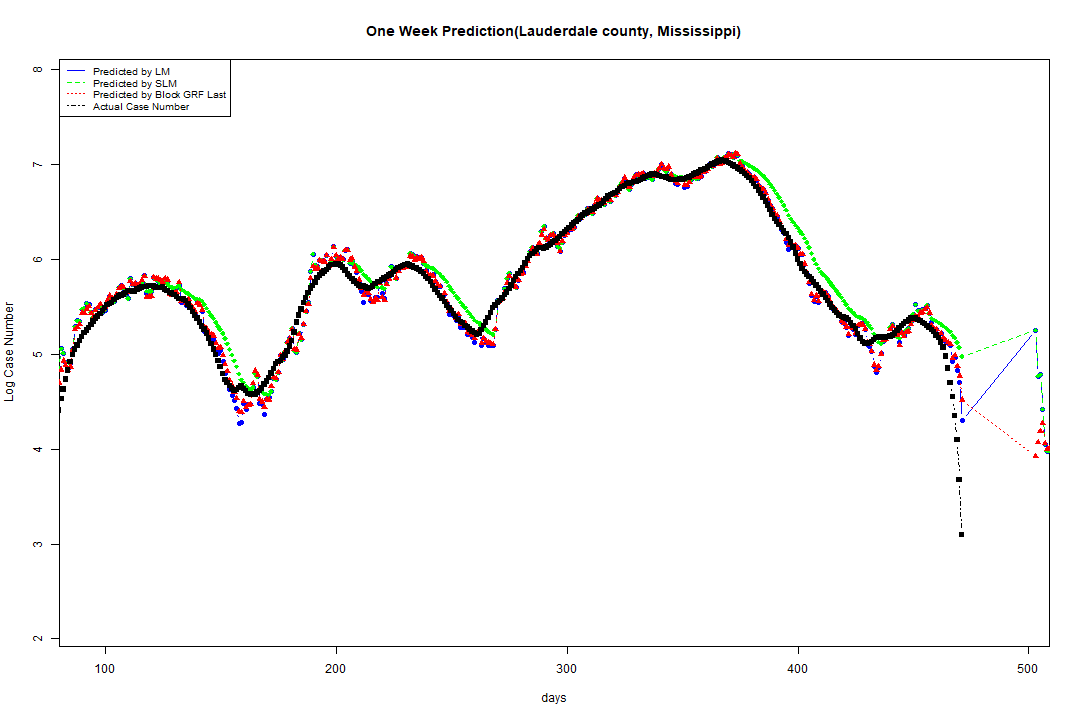 One Week Prediction(Lauderdale county, Mississippi)
Predicted by LM
Predicted by SLM
Predicted by Block GRF Last
Actual Case Number
8
7
6
5
4
3
2
Log Case Number
100
200
300
400
500
days